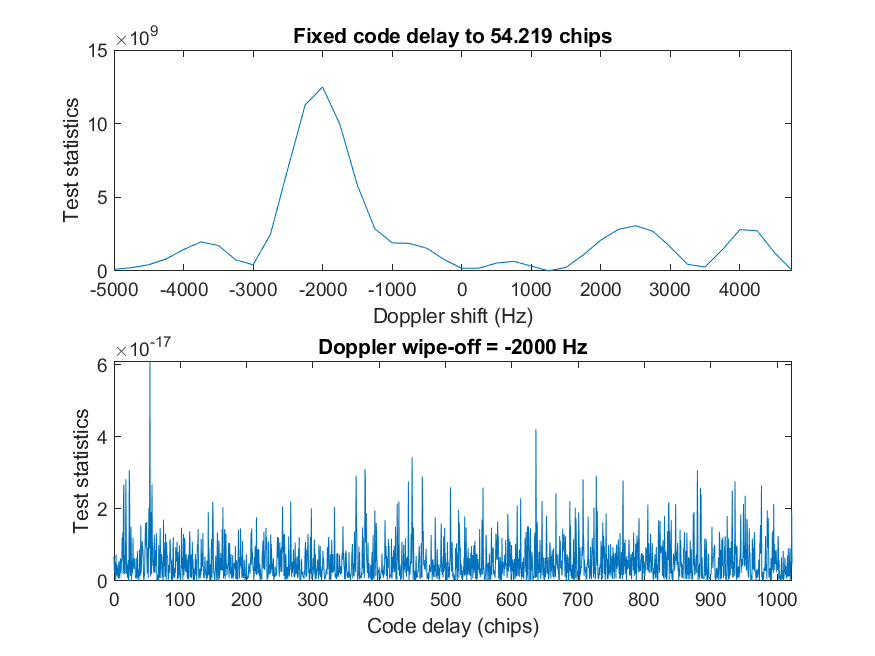 Fixed code delay to 54.219 chips
×10^9
15
10
5
0
Test statistics
-5000 -4000 -3000 -2000 -1000 0 1000 2000 3000 4000
Doppler shift (Hz)
Doppler wipe-off = -2000 Hz
×10^-17
6
4
2
0
Test statistics
0 100 200 300 400 500 600 700 800 900 1000
Code delay (chips)